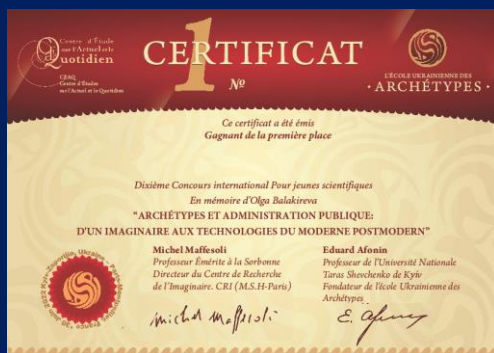 Centre d'Étude
sur l'Actuel et le
Quotidien
CEAQ
Centre d'Études
sur l'Actuel et le Quotidien
CERTIFICAT
1
№
L'ÉCOLE UKRAINIENNE DES
· ARCHÉTYPES ·
Ce certificat a été émis
Gagnant de la première place
Dixième Concours international Pour jeunes scientifiques
En mémoire d'Olga Balakireva
"ARCHÉTYPES ET ADMINISTRATION PUBLIQUE:
D'UN IMAGINAIRE AUX TECHNOLOGIES DU MODERNE POSTMODERN"
Michel Maffesoli
Professeur Émérite à la Sorbonne
Directeur du Centre de Recherche
de l'Imaginaire. CRI (M.S.H-Paris)
Michel Maffesoli
Eduard Afonin
Professeur de l'Université Nationale
Taras Shevchenko de Kyiv
Fondateur de l'école Ukrainienne des
Archétypes